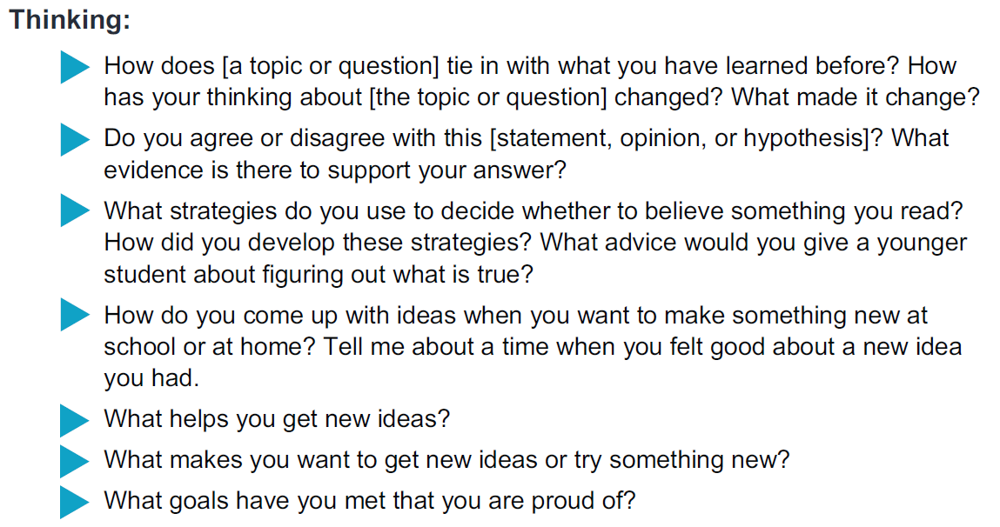 Thinking:
How does [a topic or question] tie in with what you have learned before? How
has your thinking about [the topic or question] changed? What made it change?
Do you agree or disagree with this [statement, opinion, or hypothesis]? What
evidence is there to support your answer?
What strategies do you use to decide whether to believe something you read?
How did you develop these strategies? What advice would you give a younger
student about figuring out what is true?
How do you come up with ideas when you want to make something new at
school or at home? Tell me about a time when you felt good about a new idea
you had.
What helps you get new ideas?
What makes you want to get new ideas or try something new?
What goals have you met that you are proud of?